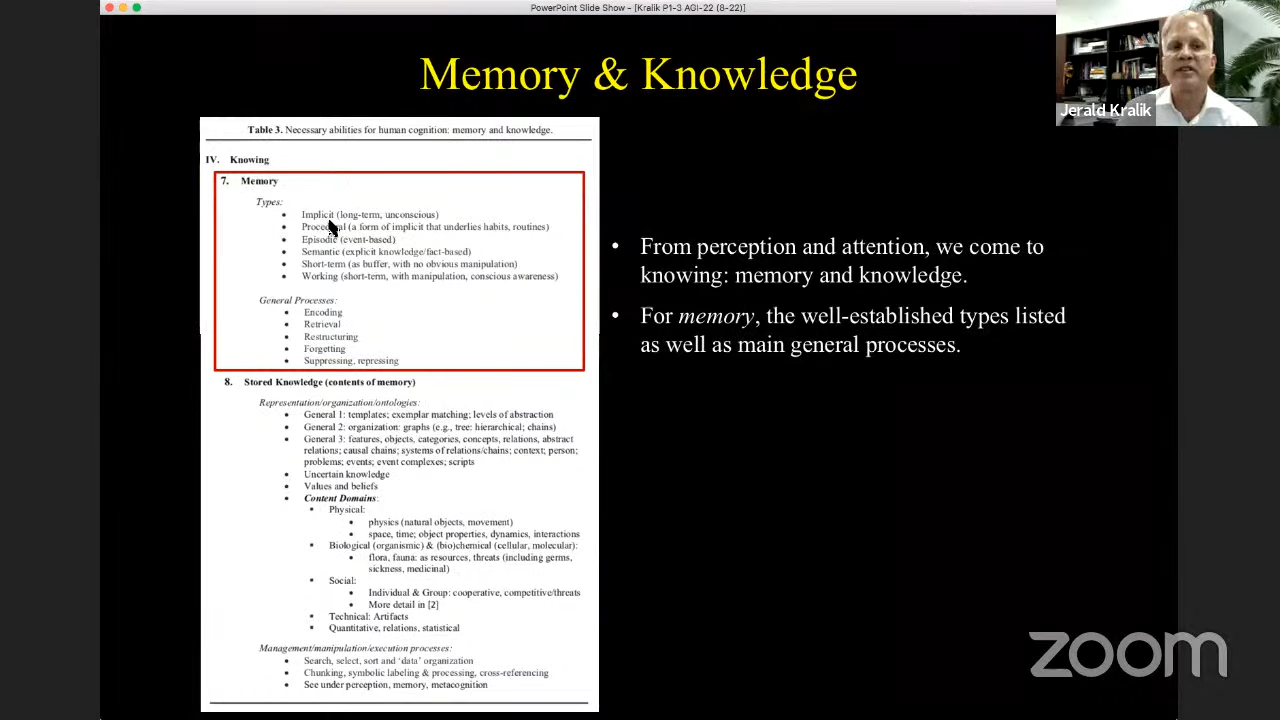 PowerPoint Slide Show - [Kralik P1-3 AGI-22 (8-22)]
Memory & Knowledge
Jerald Kralik
Table 3. Necessary abilities for human cognition: memory and knowledge.
IV. Knowing
7. Memory
Types:
• Implicit (long-term, unconscious)
• Procedural (a form of implicit that underlies habits, routines)
• Episodic (event-based)
• Semantic (explicit knowledge/fact-based)
• Short-term (as buffer, with no obvious manipulation)
• Working (short-term, with manipulation, conscious awareness)
General Processes:
• Encoding
• Retrieval
• Restructuring
• Forgetting
• Suppressing, repressing
8. Stored Knowledge (contents of memory)
Representation/organization/ontologies:
• General 1: templates; exemplar matching; levels of abstraction
• General 2: organization: graphs (e.g., tree: hierarchical; chains)
• General 3: features, objects, categories, concepts, relations, abstract
relations; causal chains; systems of relations/chains; context; person;
problems; events; event complexes; scripts
• Uncertain knowledge
• Values and beliefs
• Content Domains:
▪ Physical:
• physics (natural objects, movement)
• space, time; object properties, dynamics, interactions
▪ Biological (organismic) & (bio)chemical (cellular, molecular):
• flora, fauna: as resources, threats (including germs,
sickness, medicinal)
▪ Social:
• Individual & Group: cooperative, competitive/threats
• More detail in [2]
▪ Technical: Artifacts
▪ Quantitative, relations, statistical
Management/manipulation/execution processes:
• Search, select, sort and ‘data’ organization
• Chunking, symbolic labeling & processing, cross-referencing
• See under perception, memory, metacognition
• From perception and attention, we come to
knowing: memory and knowledge.
• For memory, the well-established types listed
as well as main general processes.
zoom